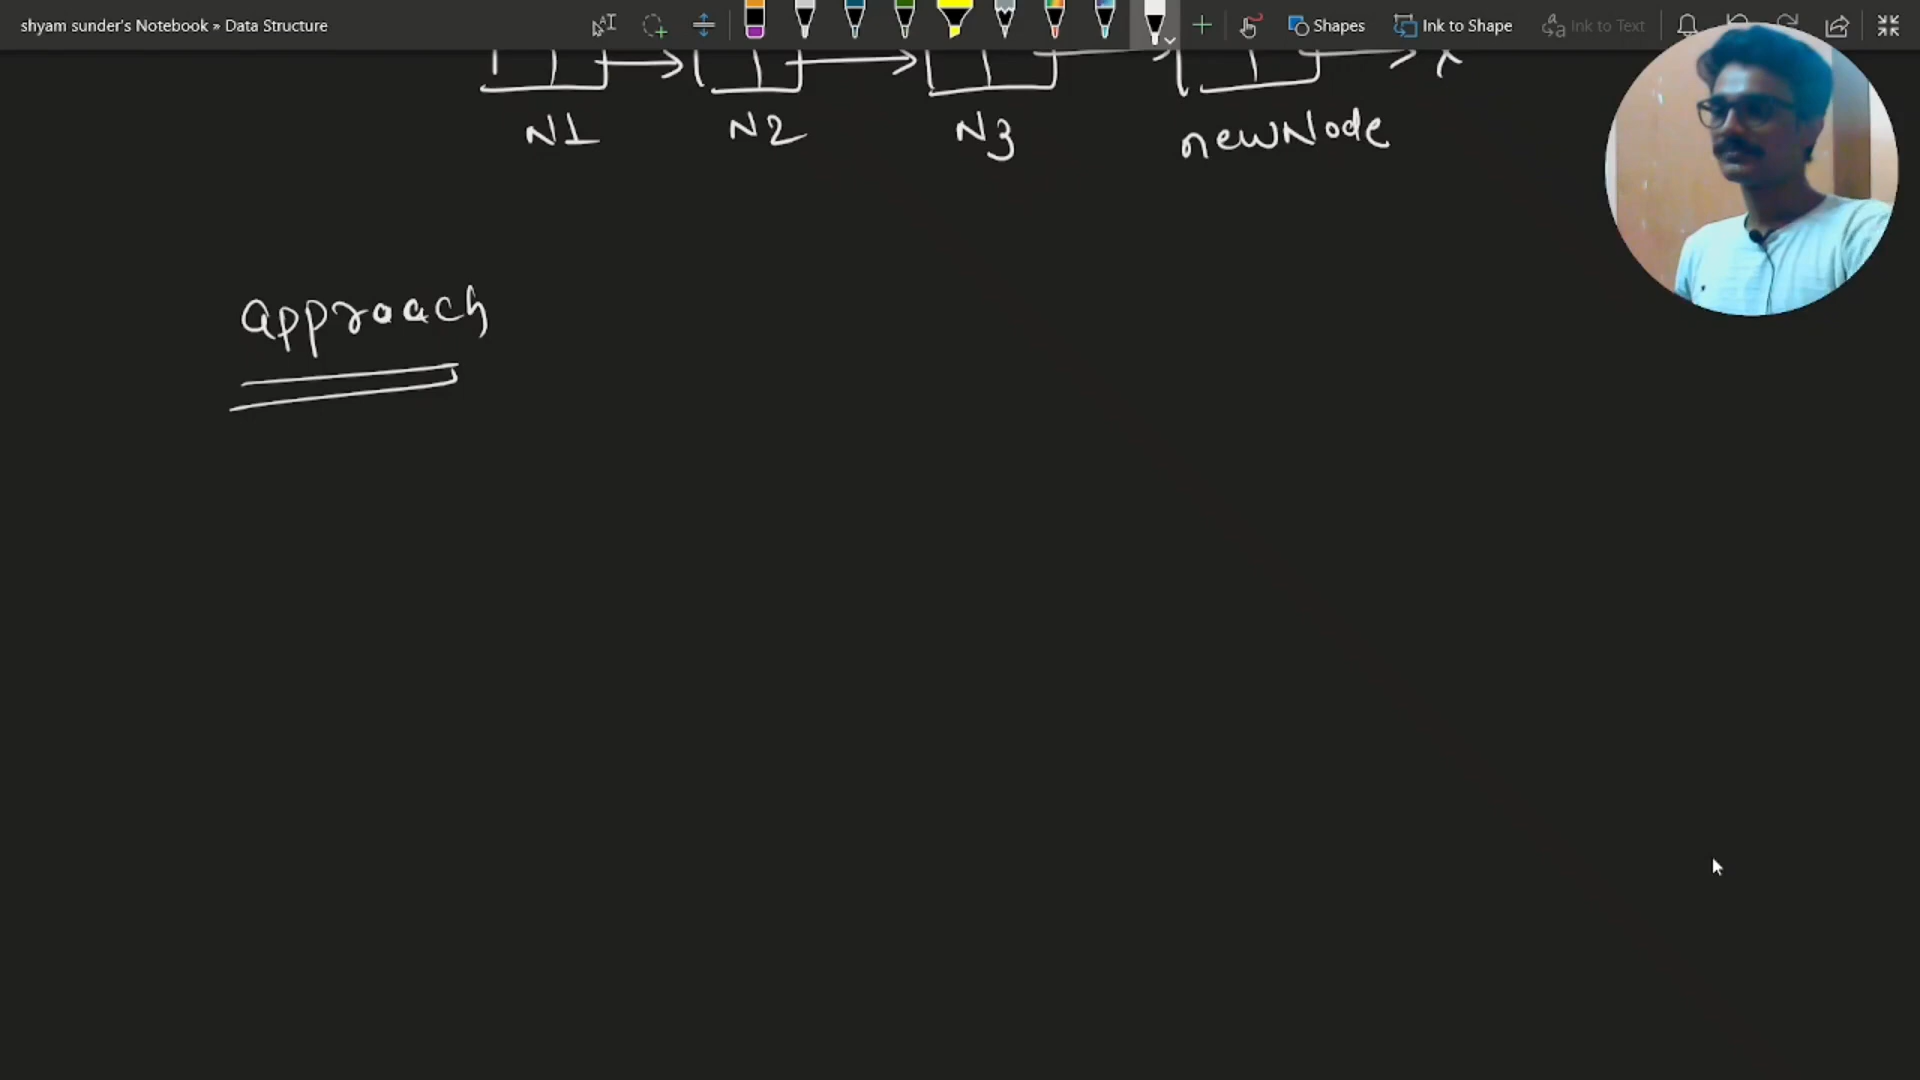 shyam sunder's Notebook » Data Structure
Shapes
Ink to Shape
Ink to Text
N1
N2
N3
newNode
approach